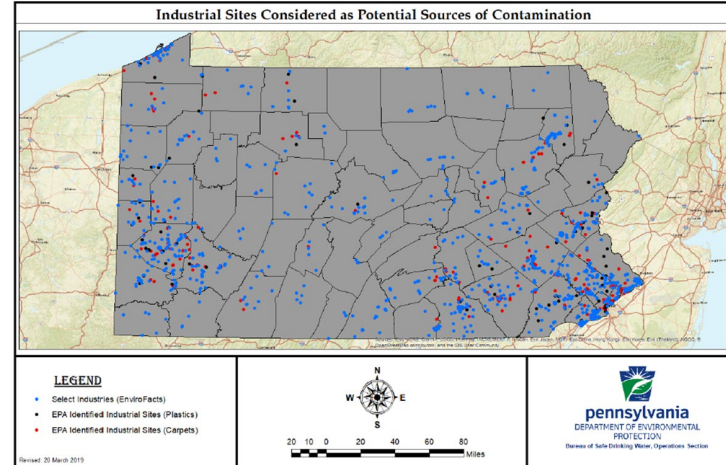 Industrial Sites Considered as Potential Sources of Contamination
LEGEND
Select Industries (EnviroFacts)
EPA Identified Industrial Sites (Plastics)
EPA Identified Industrial Sites (Carpets)
Revised: 26 March 2019
N
W E
S
20 10 0 20 40 60 80
Miles
pennsylvania
DEPARTMENT OF ENVIRONMENTAL
PROTECTION
Bureau of Safe Drinking Water, Operations Section